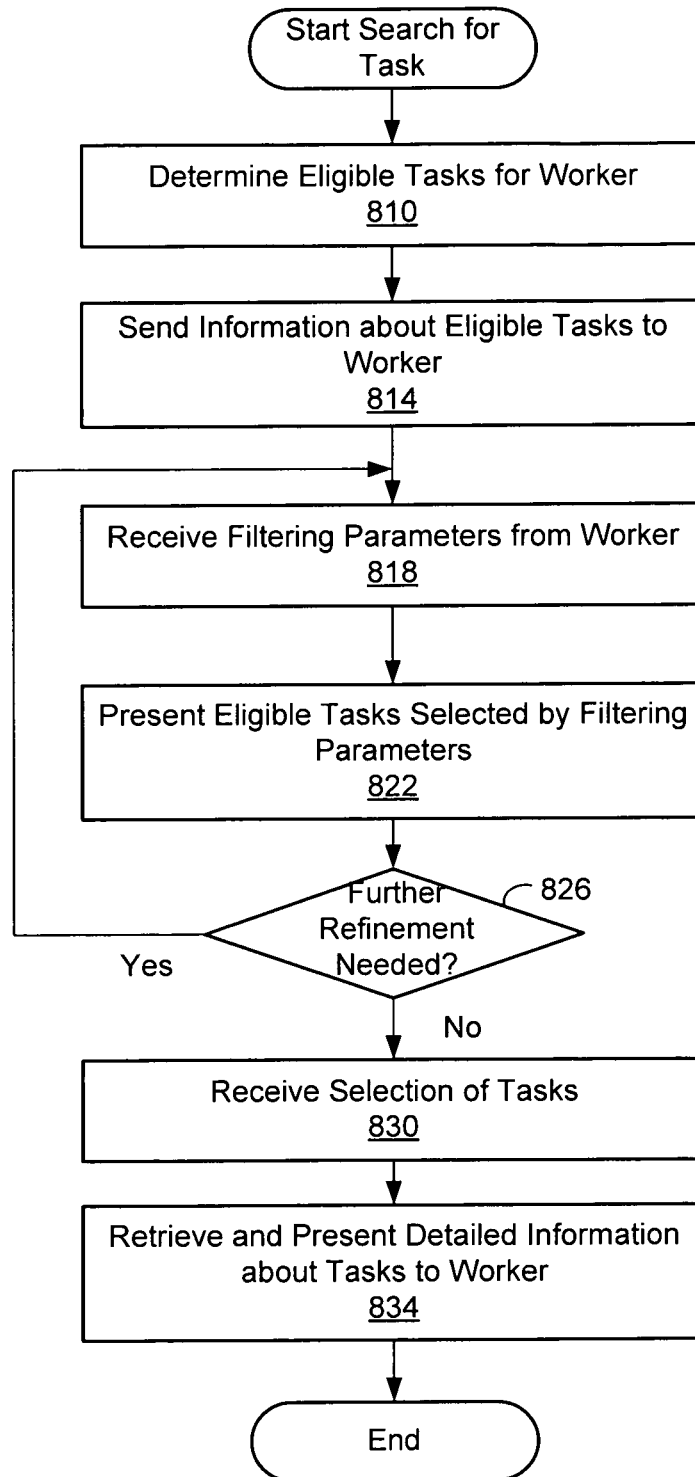 Start Search for
Task
Determine Eligible Tasks for Worker
810
Send Information about Eligible Tasks to
Worker
814
Receive Filtering Parameters from Worker
818
Present Eligible Tasks Selected by Filtering
Parameters
822
Further
Refinement
Needed?
826
Yes
No
Receive Selection of Tasks
830
Retrieve and Present Detailed Information
about Tasks to Worker
834
End